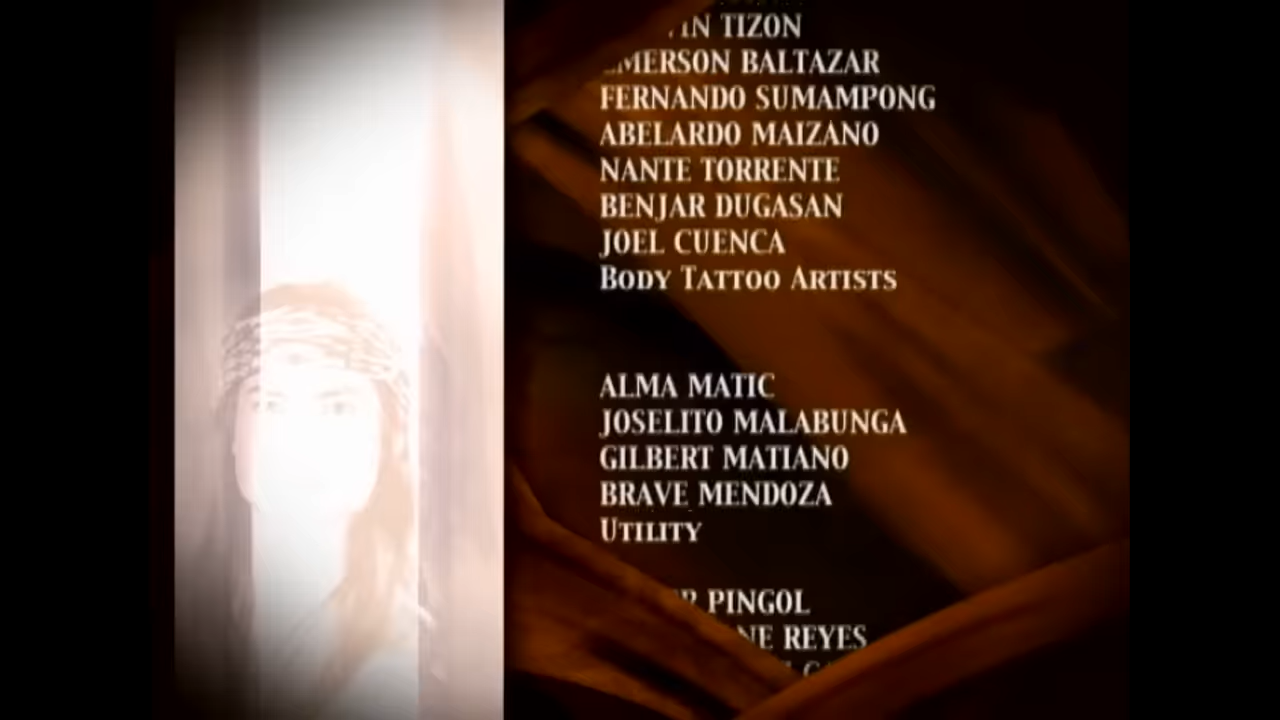 TIZON
EMERSON BALTAZAR
FERNANDO SUMAMPONG
ABELARDO MAIZANO
NANTE TORRENTE
BENJAR DUGASAN
JOEL CUENCA
BODY TATTOO ARTISTS
ALMA MATIC
JOSELITO MALABUNGA
GILBERT MATIANO
BRAVE MENDOZA
UTILITY
PINGOL
REYES